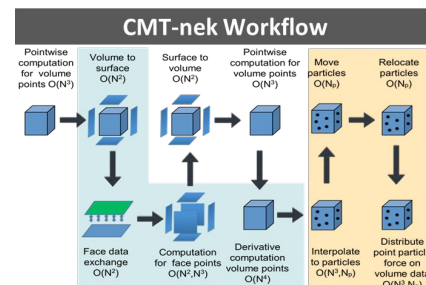 CMT-nek Workflow
Pointwise
computation
for volume
points O(N³)
Volume to
surface
O(N²)
Surface to
volume
O(N²)
Pointwise
computation for
volume points
O(N³)
Move
particles
O(Nₚ)
Relocate
particles
O(Nₚ)
Face data
exchange
O(N²)
Computation
for face points
O(N²,N³)
Derivative
computation
volume points
O(N⁴)
Interpolate
to particles
O(N³,Nₚ)
Distribute
point particle
force on
volume data
O(N³,Nₚ)